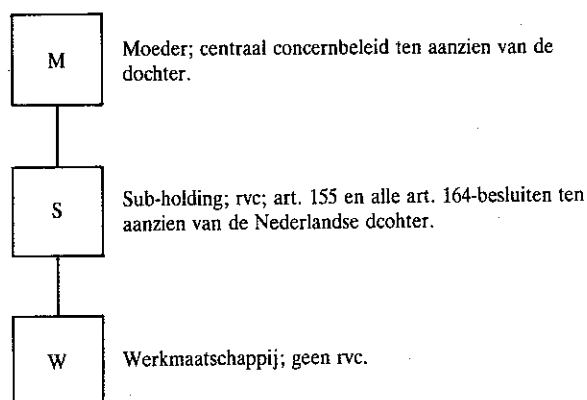 M
Moeder; centraal concernbeleid ten aanzien van de
dochter.
S
Sub-holding; rvc; art. 155 en alle art. 164-besluiten ten
aanzien van de Nederlandse dcohter.
W
Werkmaatschappij; geen rvc.